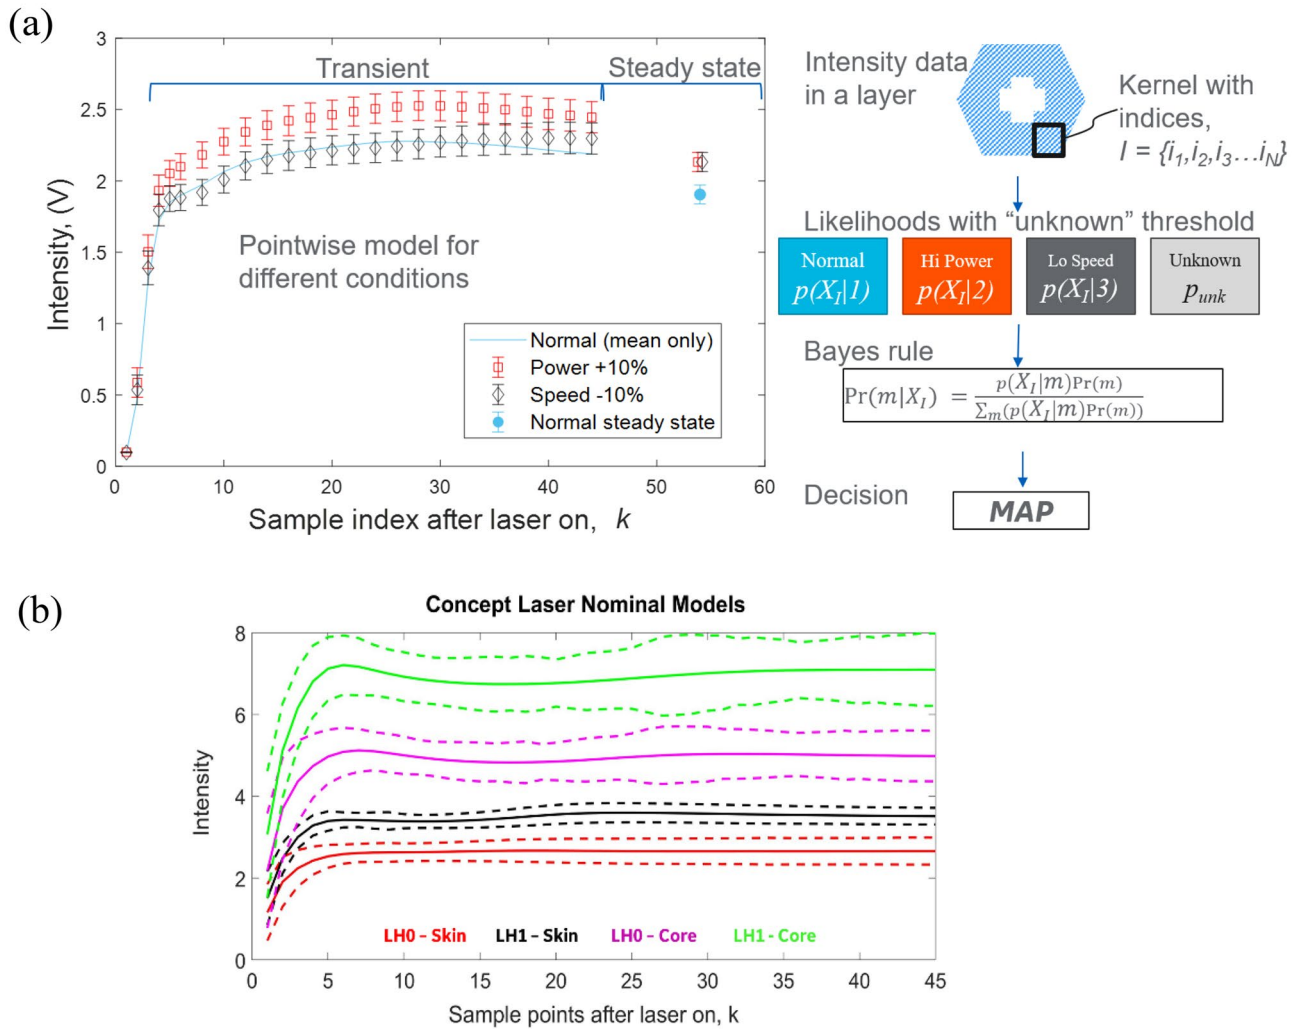 (a)
3
2.5
2
1.5
1
0.5
0
Intensity, (V)
Transient
Steady state
Pointwise model for
different conditions
Normal (mean only)
Power +10%
Speed -10%
Normal steady state
0 10 20 30 40 50 60
Sample index after laser on, k
Intensity data
in a layer
Kernel with
indices,
I = {i1,i2,i3…iN}
Likelihoods with “unknown” threshold
Normal
p(XI|1)
Hi Power
p(XI|2)
Lo Speed
p(XI|3)
Unknown
punk
Bayes rule
Pr(m|XI) = p(XI|m)Pr(m) / ∑m(p(XI|m)Pr(m))
Decision
MAP
(b)
Concept Laser Nominal Models
8
6
4
2
0
Intensity
LH0 – Skin LH1 – Skin LH0 – Core LH1 - Core
0 5 10 15 20 25 30 35 40 45
Sample points after laser on, k